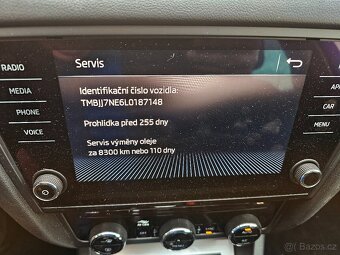 Servis
RADIO
MEDIA
PHONE
VOICE
Identifikační číslo vozidla:
TMBJJ7NE6L0187148
Prohlídka před 255 dny
Servis výměny oleje
za 8300 km nebo 110 dny
CAR
MENU
Bazoš.cz